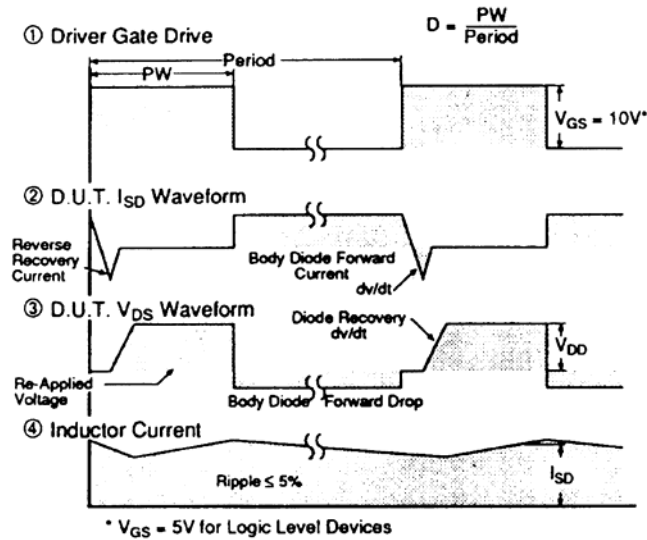 ① Driver Gate Drive
D = PW
Period
Period
PW
VGS = 10V*
② D.U.T. ISD Waveform
Reverse
Recovery
Current
Body Diode Forward
Current
dv/dt
③ D.U.T. VDS Waveform
Diode Recovery
dv/dt
VDD
Re-Applied
Voltage
Body Diode Forward Drop
④ Inductor Current
Ripple ≤ 5%
ISD
* VGS = 5V for Logic Level Devices